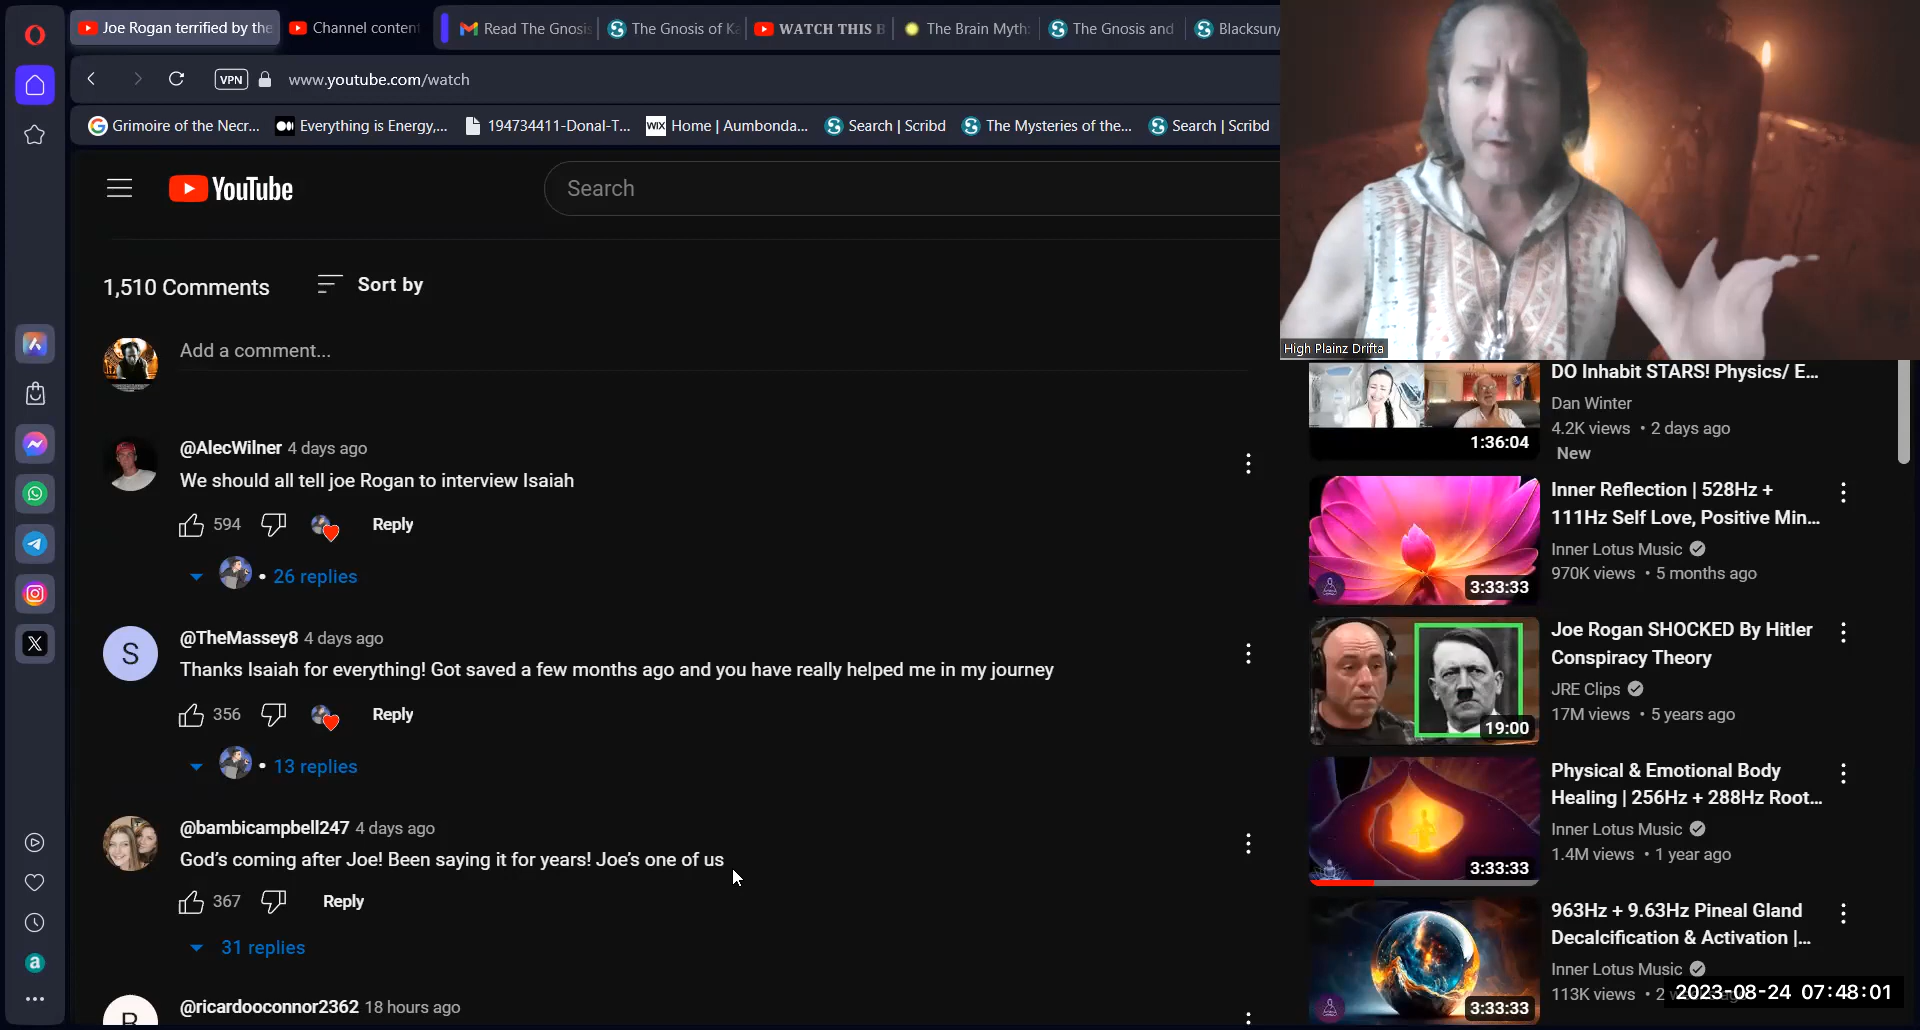 Joe Rogan terrified by the
Channel content
Read The Gnosis
The Gnosis of Ka
WATCH THIS B
The Brain Myth
The Gnosis and
Blacksun/
VPN
www.youtube.com/watch
Grimoire of the Necr...
Everything is Energy,...
194734411-Donal-T...
WIX
Home | Aumbonda...
Search | Scribd
The Mysteries of the...
Search | Scribd
YouTube
Search
High Plainz Drifta
1,510 Comments
Sort by
Add a comment...
@AlecWilner 4 days ago
We should all tell joe Rogan to interview Isaiah
594
Reply
26 replies
S
@TheMassey8 4 days ago
Thanks Isaiah for everything! Got saved a few months ago and you have really helped me in my journey
356
Reply
13 replies
@bambicampbell247 4 days ago
God's coming after Joe! Been saying it for years! Joe's one of us
367
Reply
31 replies
R
@ricardooconnor2362 18 hours ago
DO Inhabit STARS! Physics/ E...
Dan Winter
4.2K views • 2 days ago
New
1:36:04
Inner Reflection | 528Hz +
111Hz Self Love, Positive Min...
Inner Lotus Music
970K views • 5 months ago
3:33:33
Joe Rogan SHOCKED By Hitler
Conspiracy Theory
JRE Clips
17M views • 5 years ago
19:00
Physical & Emotional Body
Healing | 256Hz + 288Hz Root...
Inner Lotus Music
1.4M views • 1 year ago
3:33:33
963Hz + 9.63Hz Pineal Gland
Decalcification & Activation |...
Inner Lotus Music
113K views • 2
3:33:33
2023-08-24 07:48:01